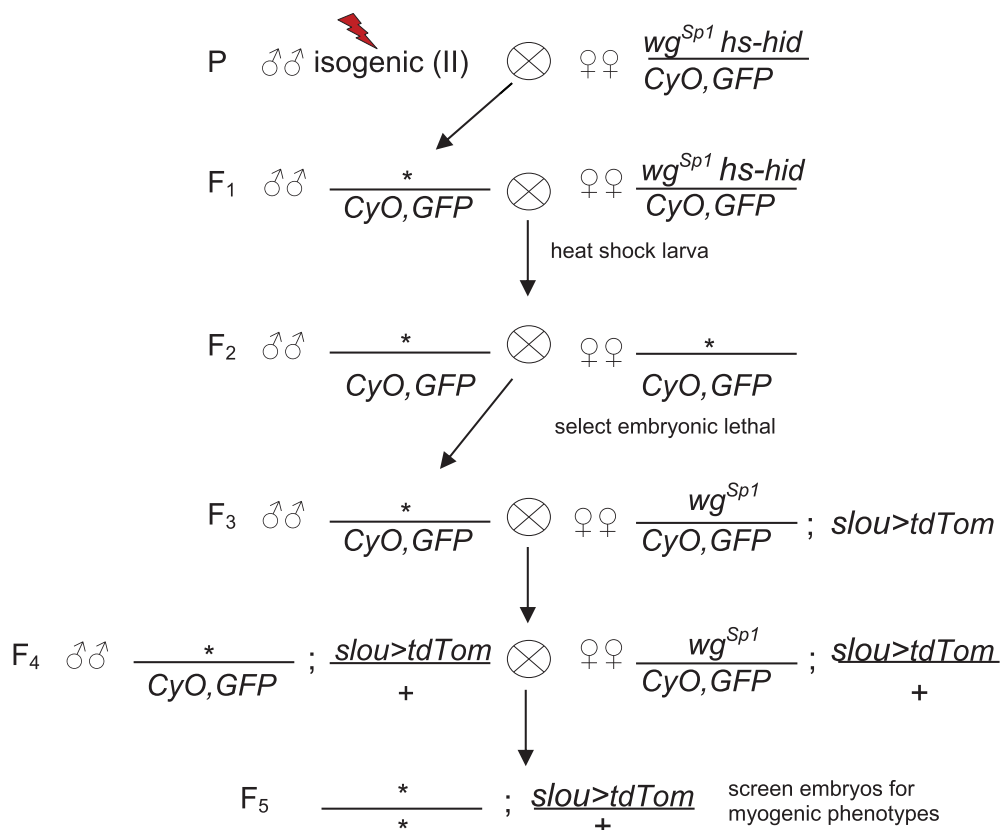 P ♂♂ isogenic (II) ⊗ ♀♀ wg^Sp1 hs-hid
CyO,GFP
F1 ♂♂ * ⊗ ♀♀ wg^Sp1 hs-hid
CyO,GFP CyO,GFP
heat shock larva
F2 ♂♂ * ⊗ ♀♀ *
CyO,GFP CyO,GFP
select embryonic lethal
F3 ♂♂ * ⊗ ♀♀ wg^Sp1 ; slou>tdTom
CyO,GFP CyO,GFP
F4 ♂♂ * ; slou>tdTom ⊗ ♀♀ wg^Sp1 ; slou>tdTom
CyO,GFP + CyO,GFP +
F5 * ; slou>tdTom screen embryos for
* + myogenic phenotypes